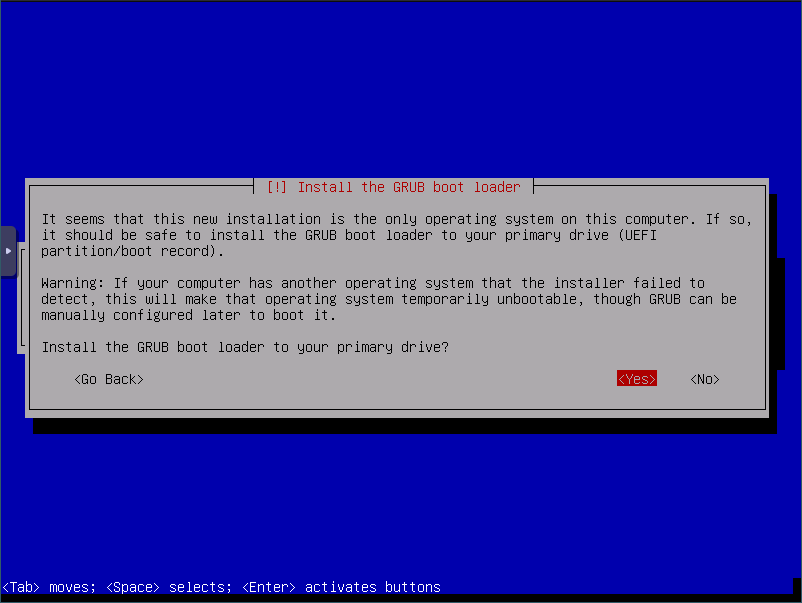 [!] Install the GRUB boot loader
It seems that this new installation is the only operating system on this computer. If so,
it should be safe to install the GRUB boot loader to your primary drive (UEFI
partition/boot record).
Warning: If your computer has another operating system that the installer failed to
detect, this will make that operating system temporarily unbootable, though GRUB can be
manually configured later to boot it.
Install the GRUB boot loader to your primary drive?
<Go Back> <Yes> <No>
<Tab> moves; <Space> selects; <Enter> activates buttons